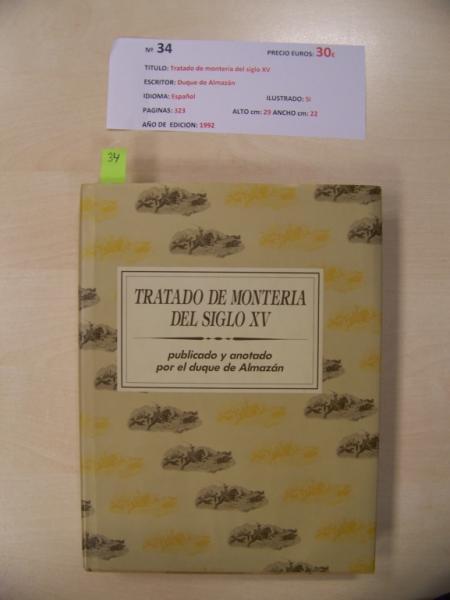 Nº 34 PRECIO EUROS: 30€
TITULO: Tratado de montería del siglo XV
ESCRITOR: Duque de Almazán
IDIOMA: Español ILUSTRADO: SI
PAGINAS: 323 ALTO cm: 29 ANCHO cm: 22
AÑO DE EDICION: 1992
34
TRATADO DE MONTERIA
DEL SIGLO XV
publicado y anotado
por el duque de Almazán